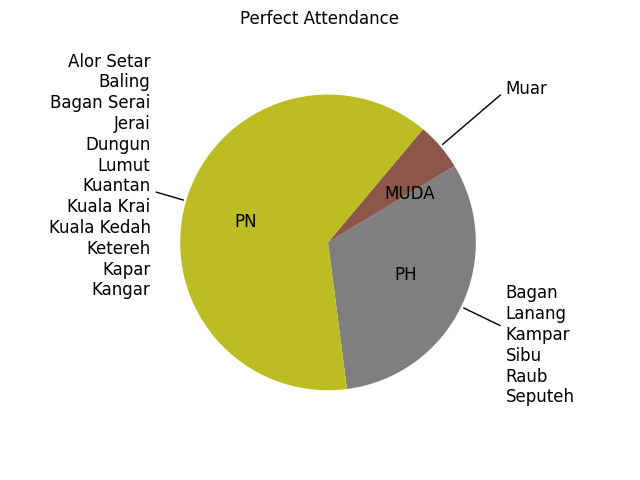 Perfect Attendance
Alor Setar
Baling
Bagan Serai
Jerai
Dungun
Lumut
Kuantan
Kuala Krai
Kuala Kedah
Ketereh
Kapar
Kangar
PN
Muar
MUDA
PH
Bagan
Lanang
Kampar
Sibu
Raub
Seputeh